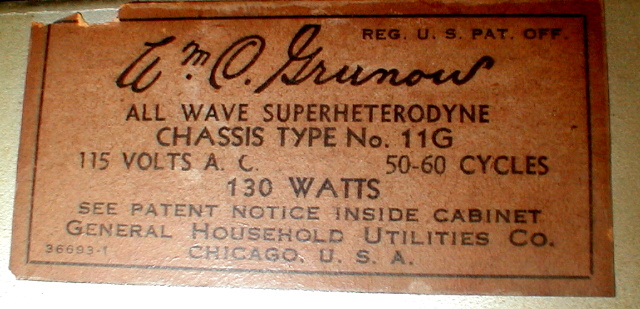 REG. U. S. PAT. OFF.
Wm. C. Grunow
ALL WAVE SUPERHETERODYNE
CHASSIS TYPE No. 11G
115 VOLTS A. C. 50-60 CYCLES
130 WATTS
SEE PATENT NOTICE INSIDE CABINET
GENERAL HOUSEHOLD UTILITIES CO.
36693-1 CHICAGO, U. S. A.